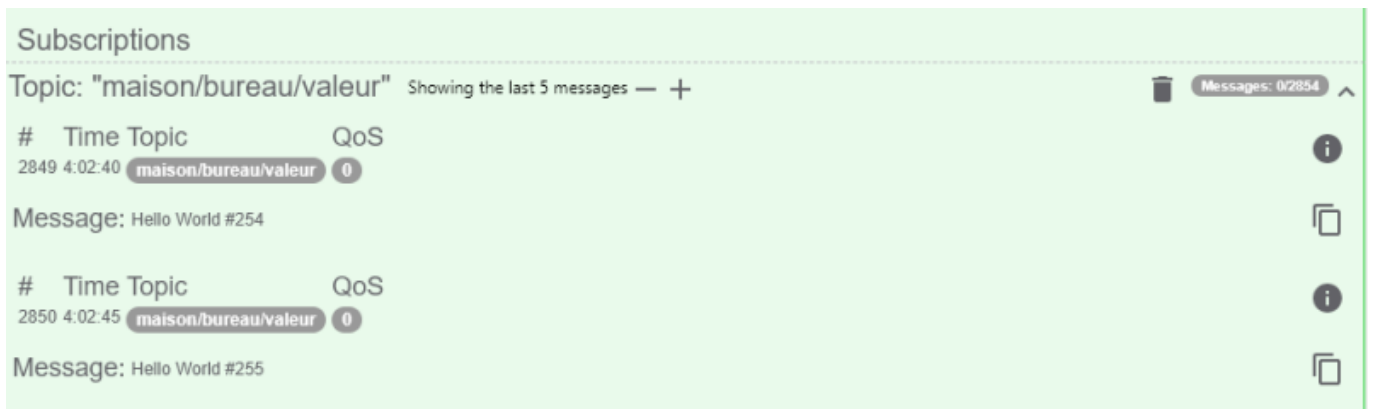 Subscriptions
Topic: "maison/bureau/valeur" Showing the last 5 messages Messages: 0/2854
# Time Topic QoS
2849 4:02:40 maison/bureau/valeur 0
Message: Hello World #254
# Time Topic QoS
2850 4:02:45 maison/bureau/valeur 0
Message: Hello World #255